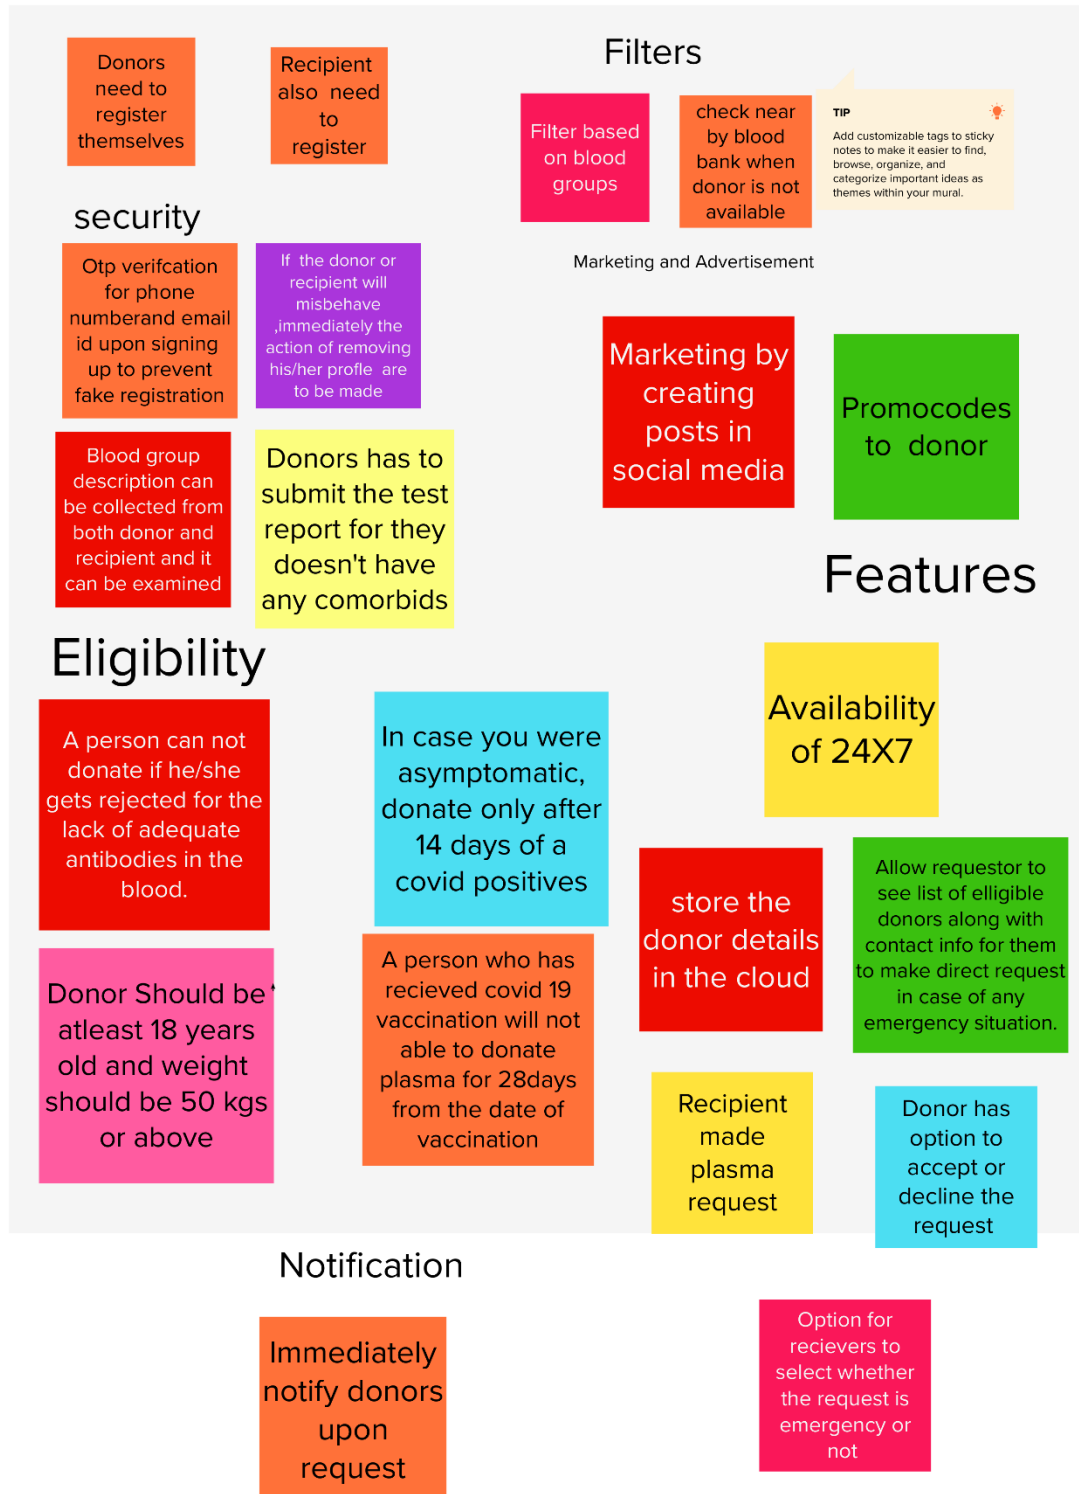 Donors
need to
register
themselves
Recipient
also need
to
register
Filters
Filter based
on blood
groups
check near
by blood
bank when
donor is not
available
TIP
Add customizable tags to sticky
notes to make it easier to find,
browse, organize, and
categorize important ideas as
themes within your mural.
security
Otp verifcation
for phone
numberand email
id upon signing
up to prevent
fake registration
If the donor or
recipient will
misbehave
,immediately the
action of removing
his/her profle are
to be made
Marketing and Advertisement
Marketing by
creating
posts in
social media
Promocodes
to donor
Blood group
description can
be collected from
both donor and
recipient and it
can be examined
Donors has to
submit the test
report for they
doesn't have
any comorbids
Features
Eligibility
A person can not
donate if he/she
gets rejected for the
lack of adequate
antibodies in the
blood.
In case you were
asymptomatic,
donate only after
14 days of a
covid positives
Availability
of 24X7
store the
donor details
in the cloud
Allow requestor to
see list of elligible
donors along with
contact info for them
to make direct request
in case of any
emergency situation.
Donor Should be
atleast 18 years
old and weight
should be 50 kgs
or above
A person who has
recieved covid 19
vaccination will not
able to donate
plasma for 28days
from the date of
vaccination
Recipient
made
plasma
request
Donor has
option to
accept or
decline the
request
Notification
Immediately
notify donors
upon
request
Option for
recievers to
select whether
the request is
emergency or
not